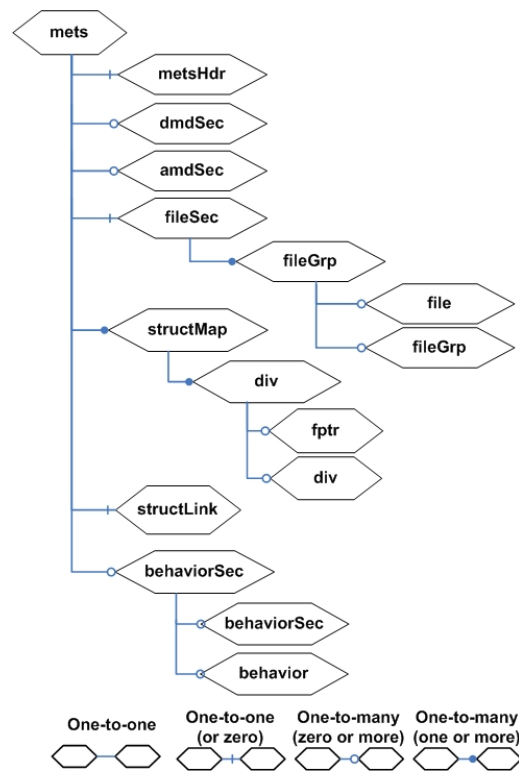 mets
metsHdr
dmdSec
amdSec
fileSec
fileGrp
file
fileGrp
structMap
div
fptr
div
structLink
behaviorSec
behaviorSec
behavior
One-to-one
One-to-one
(or zero)
One-to-many
(zero or more)
One-to-many
(one or more)